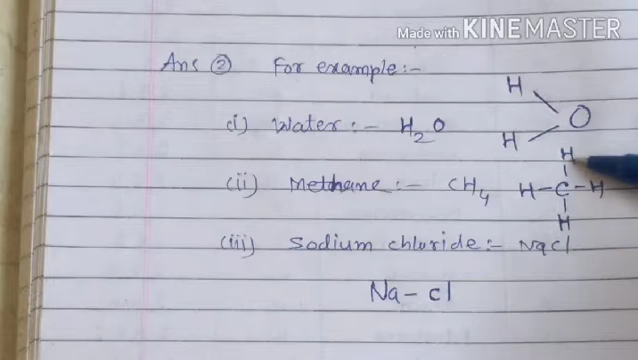 Made with KINEMASTER
Ans ② For example:-
H
(i) Water:- H2O O
H
H
(ii) Methane:- CH4 H-C-H
H
(iii) Sodium chloride:- NaCl
Na-cl